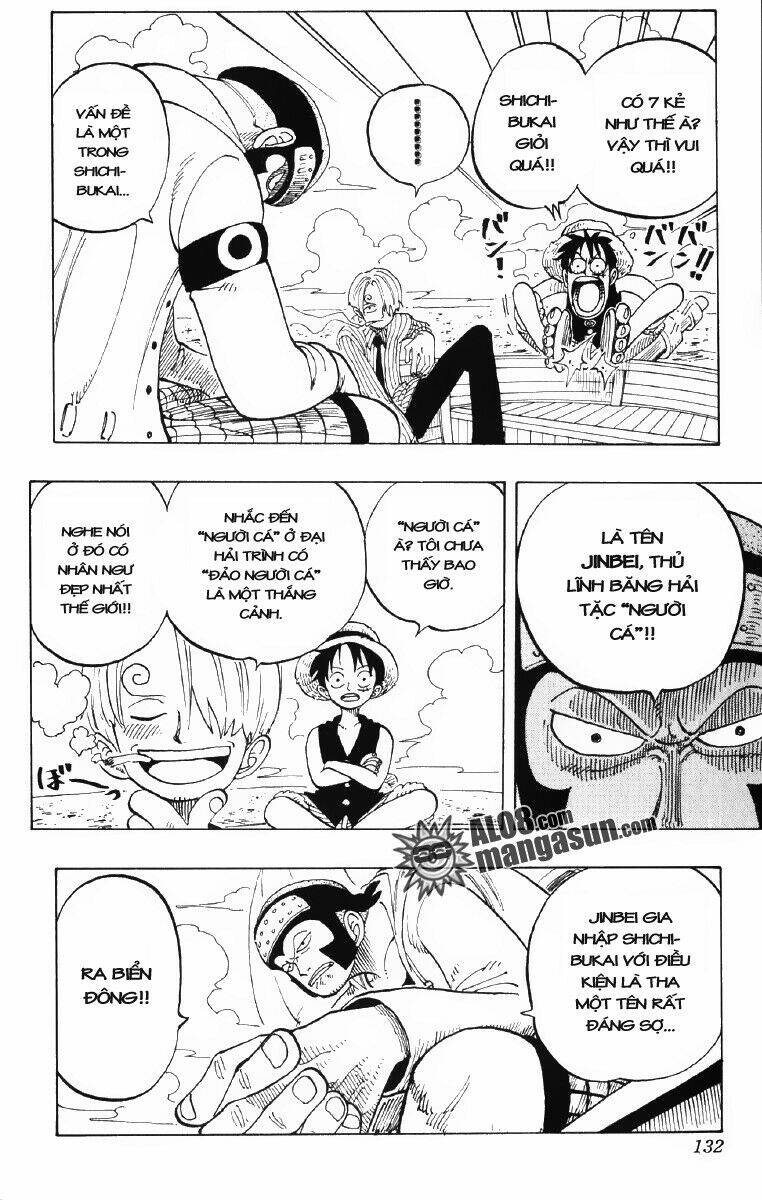 CÓ 7 KẺ
NHƯ THẾ À?
VẬY THÌ VUI
QUÁ!!
SHICHI-
BUKAI
GIỎI
QUÁ!!
バン!
ババン!!
VẤN ĐỀ
LÀ MỘT
TRONG
SHICHI-
BUKAI...
LÀ TÊN
JINBEI, THỦ
LĨNH BĂNG HẢI
TẶC “NGƯỜI
CÁ”!!
“NGƯỜI CÁ”
À? TÔI CHƯA
THẤY BAO
GIỜ.
NHẮC ĐẾN
“NGƯỜI CÁ” Ở ĐẠI
HẢI TRÌNH CÓ
“ĐẢO NGƯỜI CÁ”
LÀ MỘT THẮNG
CẢNH.
NGHE NÓI
Ở ĐÓ CÓ
NHÂN NGƯ
ĐẸP NHẤT
THẾ GIỚI!!
ぼーっ
ALO8.com
mangasun.com
JINBEI GIA
NHẬP SHICHI-
BUKAI VỚI ĐIỀU
KIỆN LÀ THA
MỘT TÊN RẤT
ĐÁNG SỢ...
RA BIỂN
ĐÔNG!!
132